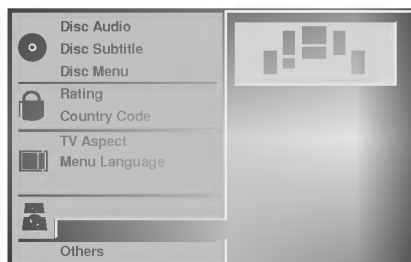 Disc Audio
Disc Subtitle
Disc Menu
Rating
Country Code
TV Aspect
Menu Language
Others